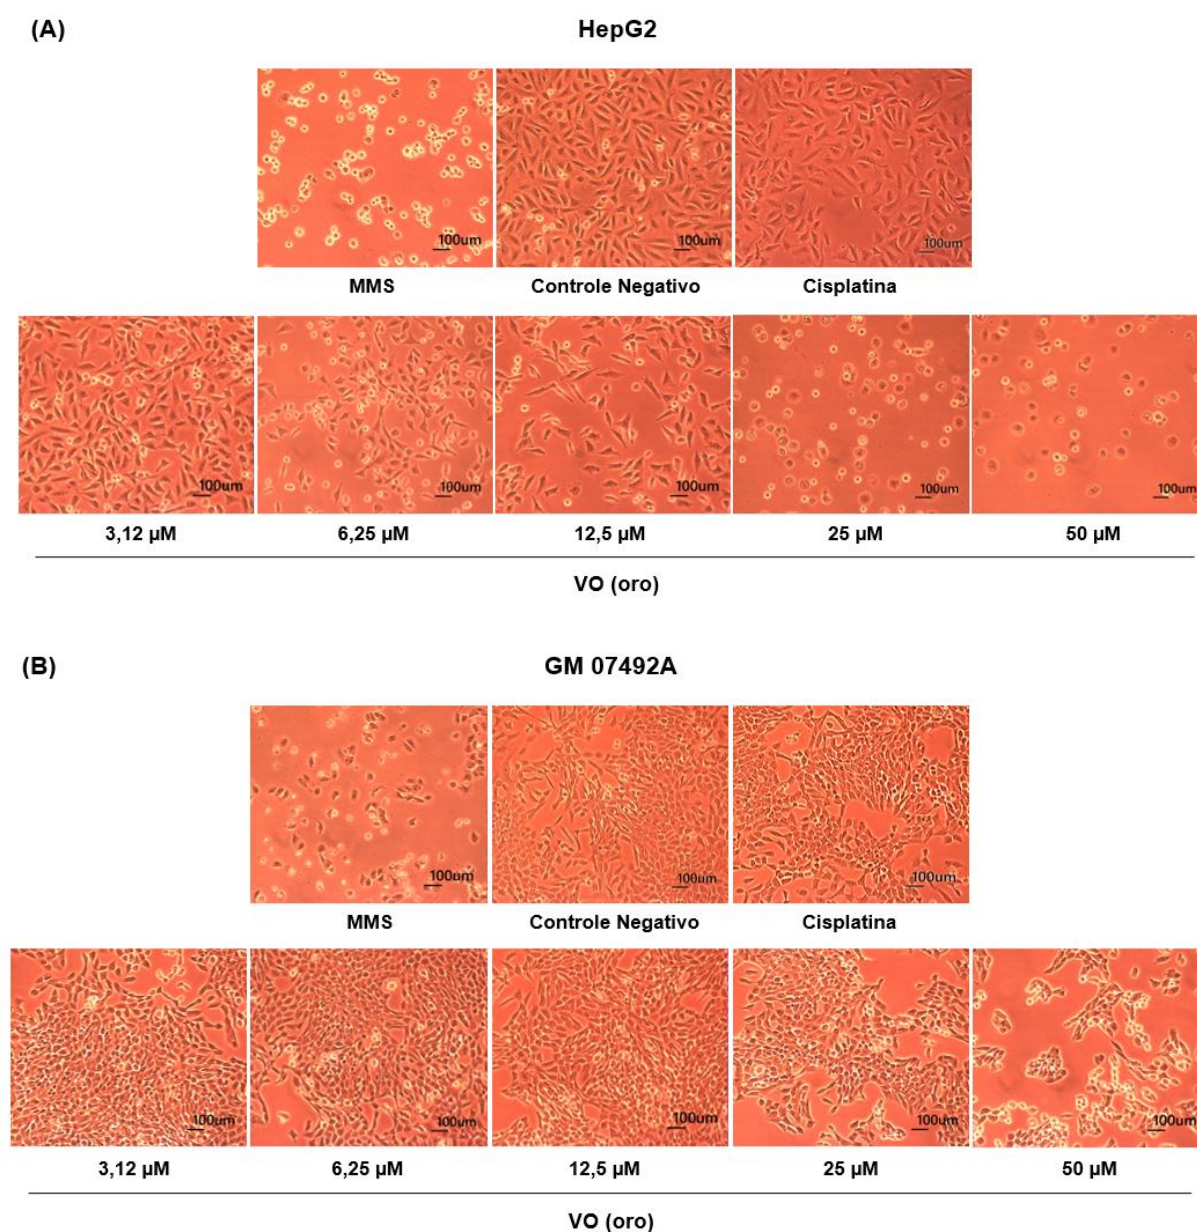 (A) HepG2
100um 100um 100um
MMS Controle Negativo Cisplatina
100um 100um 100um 100um 100um
3,12 µM 6,25 µM 12,5 µM 25 µM 50 µM
VO (oro)
(B) GM 07492A
100um 100um 100um
MMS Controle Negativo Cisplatina
100um 100um 100um 100um 100um
3,12 µM 6,25 µM 12,5 µM 25 µM 50 µM
VO (oro)